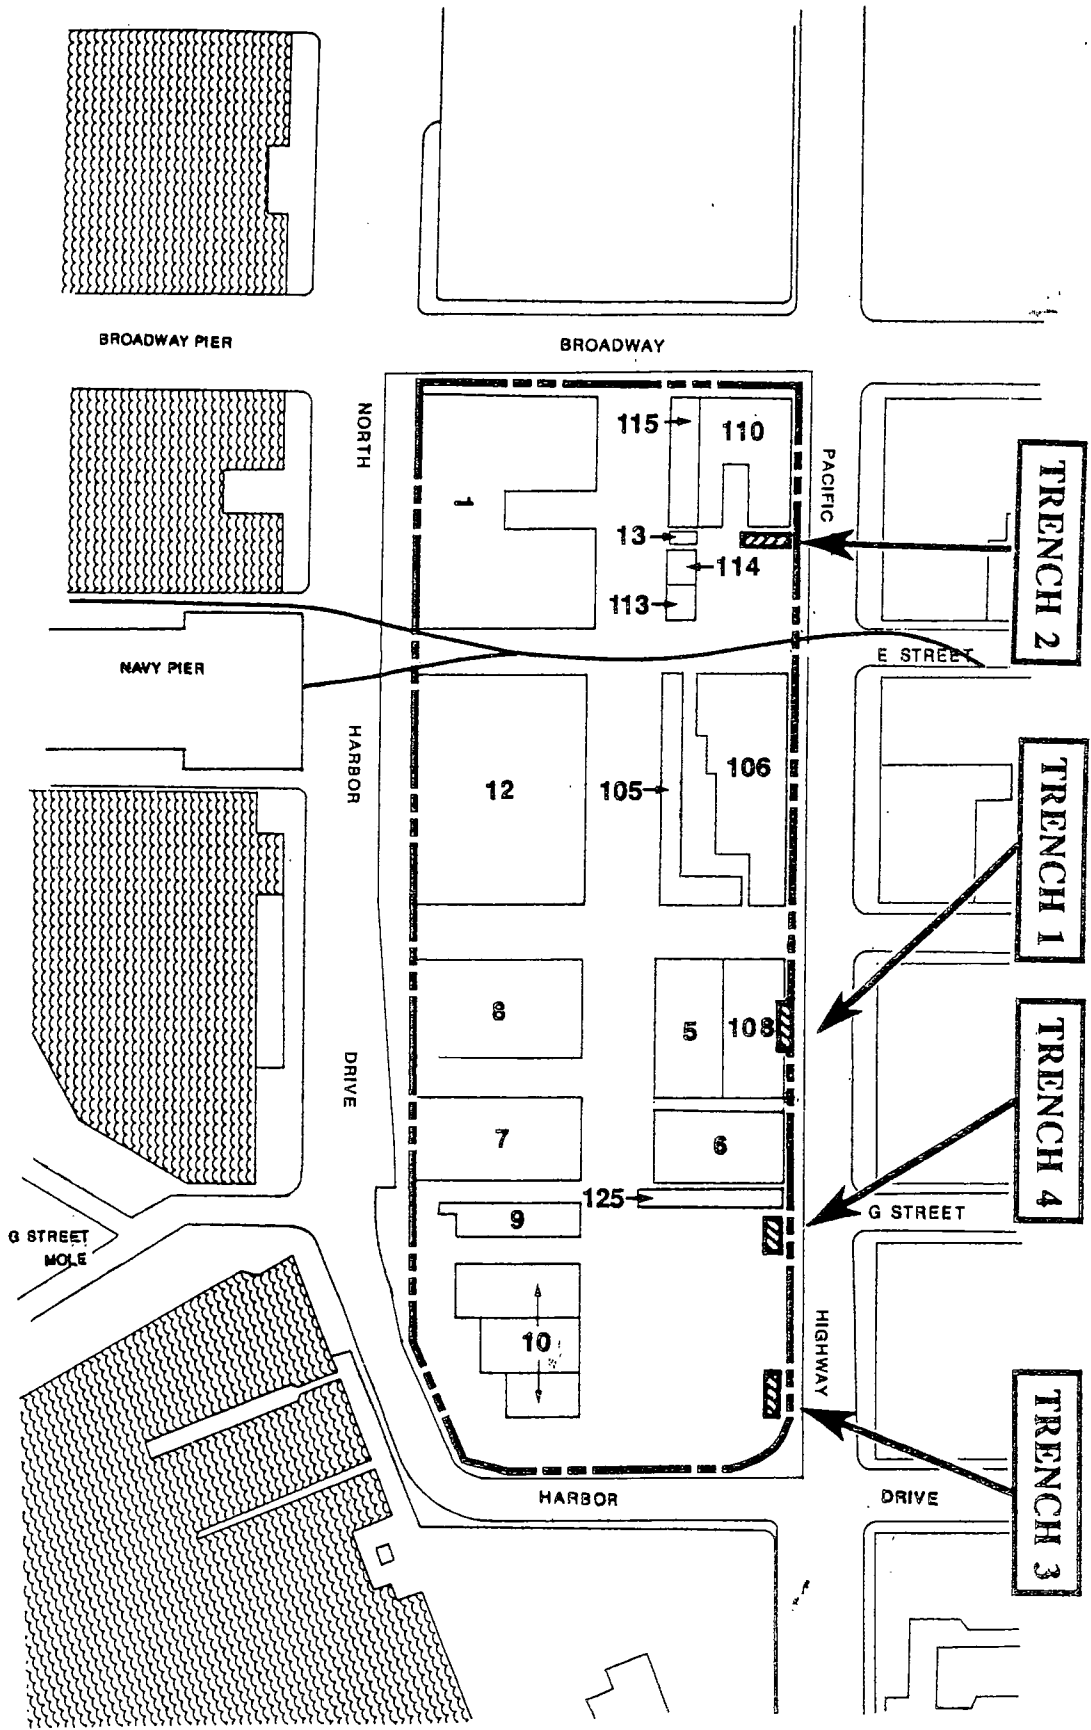 BROADWAY PIER
BROADWAY
NORTH
115
110
PACIFIC
TRENCH 2
1
13
114
113
E STREET
NAVY PIER
HARBOR
12
105
106
TRENCH 1
8
5
108
DRIVE
TRENCH 4
7
6
125
9
G STREET
G STREET
MOLE
10
HIGHWAY
TRENCH 3
HARBOR
DRIVE